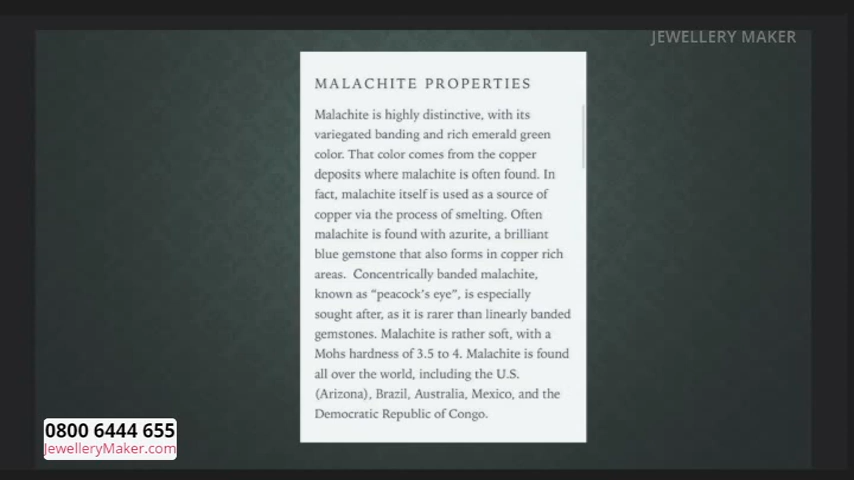 JEWELLERY MAKER
MALACHITE PROPERTIES
Malachite is highly distinctive, with its
variegated banding and rich emerald green
color. That color comes from the copper
deposits where malachite is often found. In
fact, malachite itself is used as a source of
copper via the process of smelting. Often
malachite is found with azurite, a brilliant
blue gemstone that also forms in copper rich
areas. Concentrically banded malachite,
known as “peacock's eye”, is especially
sought after, as it is rarer than linearly banded
gemstones. Malachite is rather soft, with a
Mohs hardness of 3.5 to 4. Malachite is found
all over the world, including the U.S.
(Arizona), Brazil, Australia, Mexico, and the
Democratic Republic of Congo.
0800 6444 655
JewelleryMaker.com